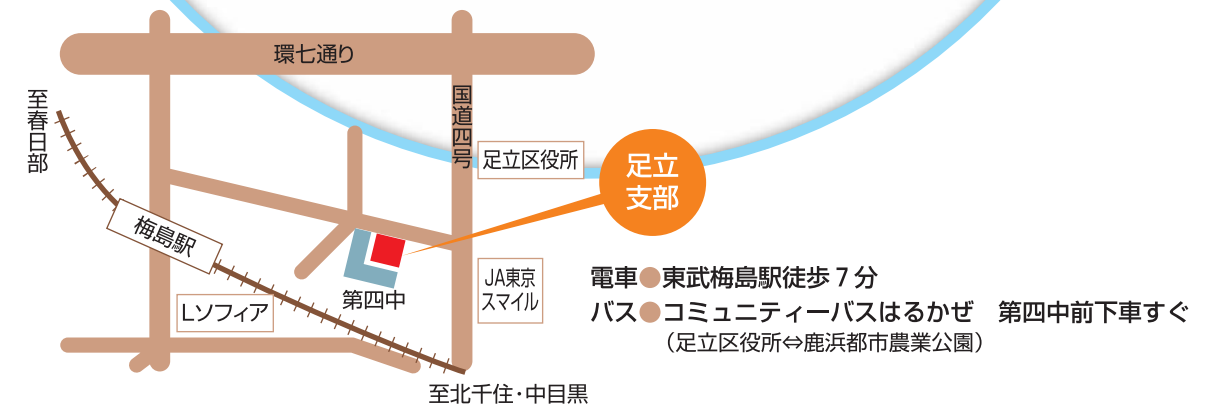 環七通り
至春日部
国道四号
足立区役所
足立
支部
梅島駅
JA東京
スマイル
第四中
Lソフィア
至北千住・中目黒
電車●東武梅島駅徒歩7分
バス●コミュニティーバスはるかぜ　第四中前下車すぐ
（足立区役所⇔鹿浜都市農業公園）